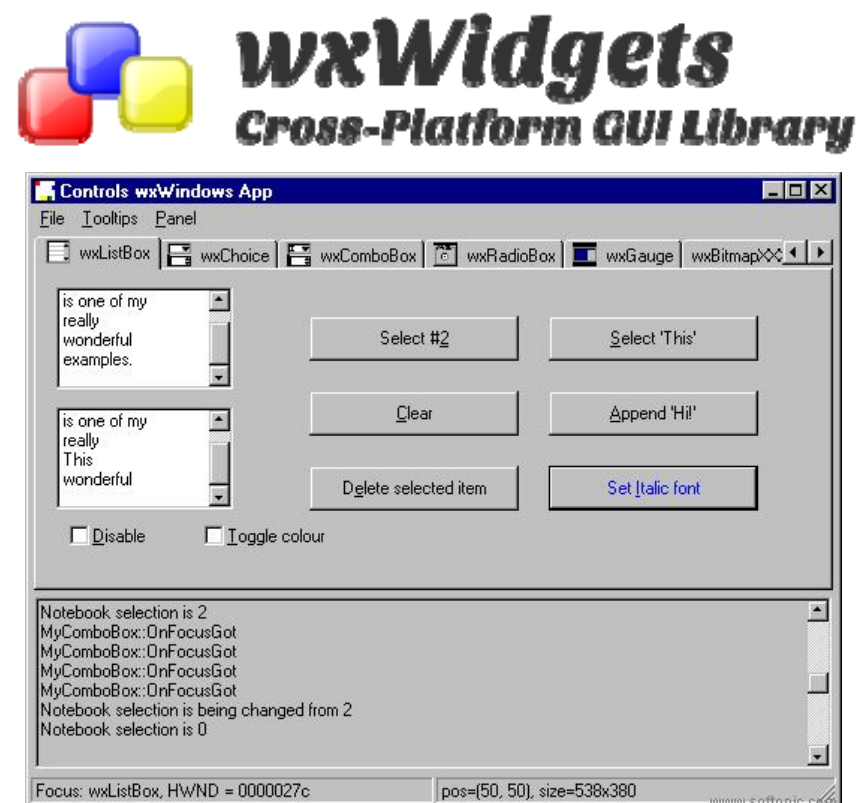 wxWidgets
Cross-Platform GUI Library
Controls wxWindows App
File Tooltips Panel
wxListBox wxChoice wxComboBox wxRadioBox wxGauge wxBitmapXX
is one of my
really
wonderful
examples.
Select #2
Select 'This'
is one of my
really
This
wonderful
Clear
Append 'Hi!'
Delete selected item
Set Italic font
Disable
Toggle colour
Notebook selection is 2
MyComboBox::OnFocusGot
MyComboBox::OnFocusGot
MyComboBox::OnFocusGot
MyComboBox::OnFocusGot
Notebook selection is being changed from 2
Notebook selection is 0
Focus: wxListBox, HWND = 0000027c
pos=(50, 50), size=538x380
www.softonic.com